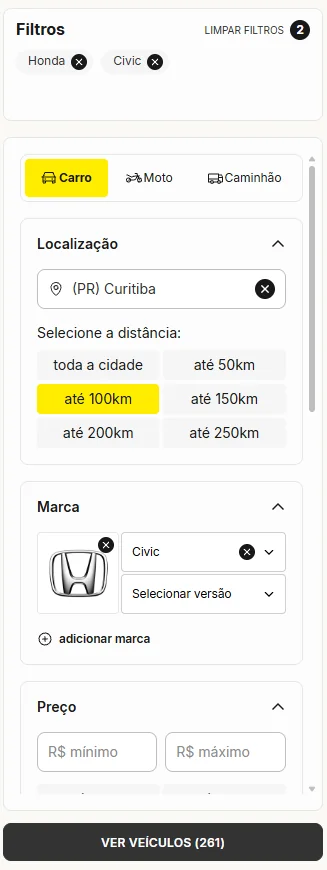 Filtros
LIMPAR FILTROS 2
Honda Civic
Carro Moto Caminhão
Localização
(PR) Curitiba
Selecione a distância:
toda a cidade até 50km
até 100km até 150km
até 200km até 250km
Marca
Civic
Selecionar versão
adicionar marca
Preço
R$ mínimo R$ máximo
VER VEÍCULOS (261)